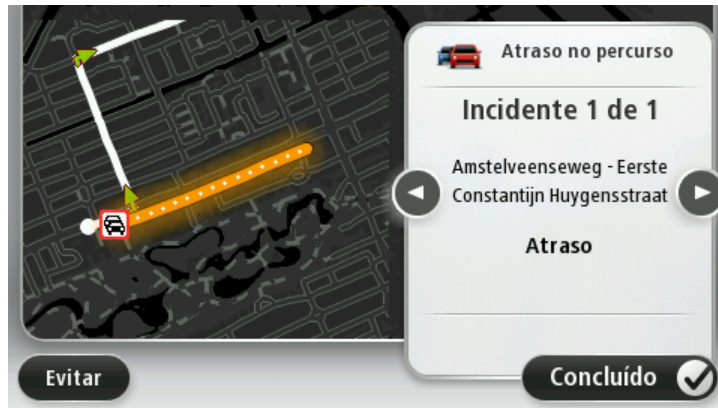 Atraso no percurso
Incidente 1 de 1
Amstelveenseweg - Eerste
Constantijn Huygensstraat
Atraso
Evitar
Concluído